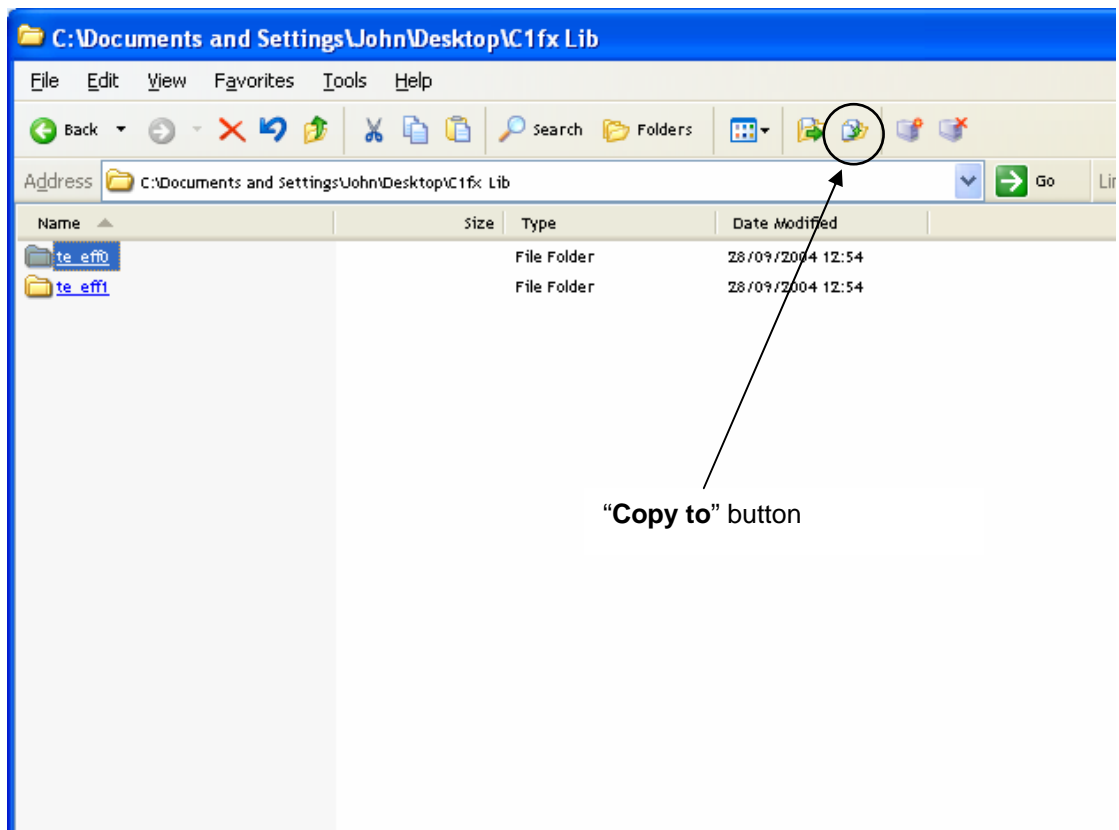 C:\Documents and Settings\John\Desktop\C1fx Lib
File Edit View Favorites Tools Help
Back Search Folders
Address C:\Documents and Settings\John\Desktop\C1fx Lib Go Lin
Name Size Type Date Modified
te_eff0 File Folder 28/09/2004 12:54
te_eff1 File Folder 28/09/2004 12:54
“Copy to” button